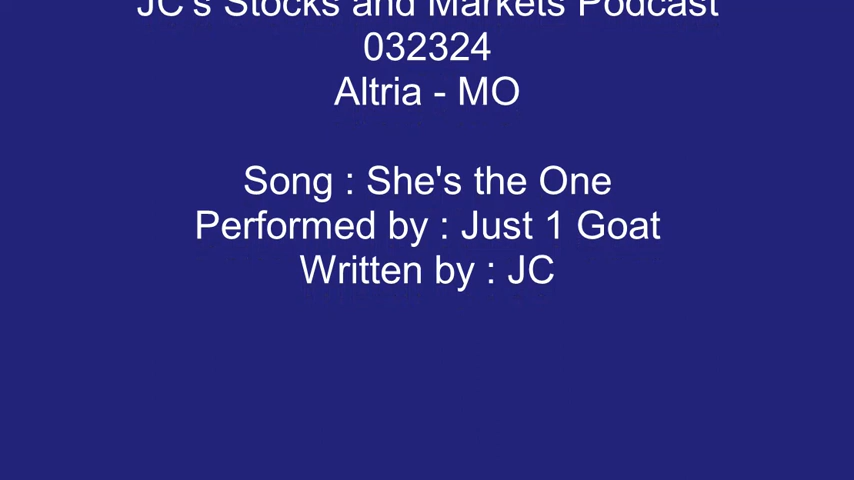 JC's Stocks and Markets Podcast
032324
Altria - MO
Song : She's the One
Performed by : Just 1 Goat
Written by : JC